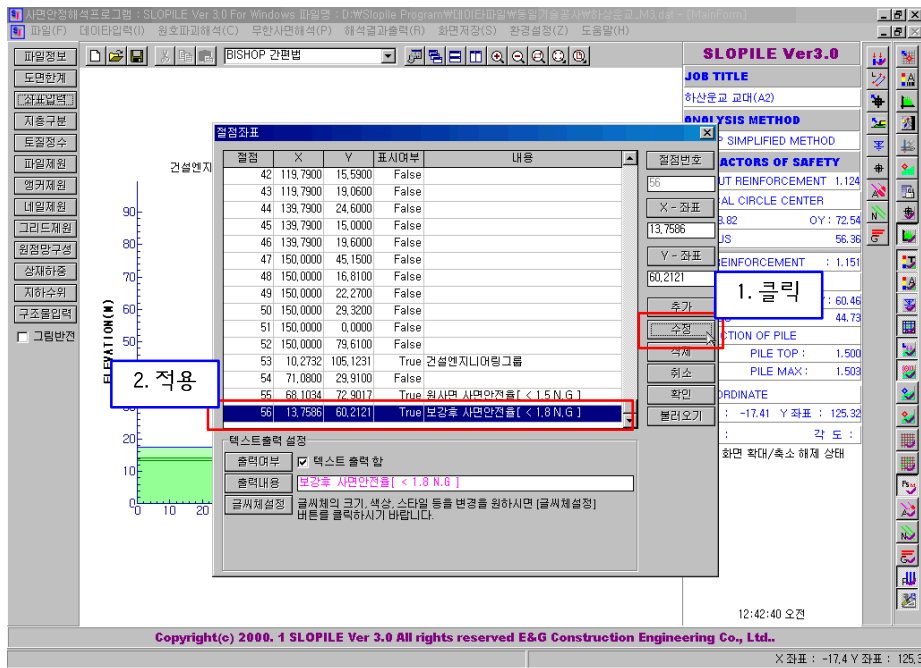 사면안정해석프로그램 : SLOPILE Ver 3.0 For Windows 파일명 : D:\Slopile Program\데이타파일\동일기술공사\하산운교_M3.dat - [Main]
파일(F) 데이타입력(I) 원호파괴해석(C) 무한사면해석(P) 해석결과출력(R) 화면저장(S) 환경설정(Z) 도움말(H)
파일정보
도면한계
좌표입력
지층구분
토질정수
파일제원
앵커제원
네일제원
그리드제원
원점망구성
상재하중
지하수위
구조물입력
그림반전
BISHOP 간편법
건설엔지
ELEVATION(M)
90
80
70
60
50
20
10
0
0 10 20
절점좌표
절점 X Y 표시여부 내용
42 119,7900 15,5900 False
43 119,7900 19,0600 False
44 139,7900 24,6000 False
45 139,7900 15,0000 False
46 139,7900 19,6000 False
47 150,0000 45,1500 False
48 150,0000 16,8100 False
49 150,0000 22,2700 False
50 150,0000 29,3200 False
51 150,0000 0,0000 False
52 150,0000 79,6100 False
53 10,2732 105,1231 True 건설엔지니어링그룹
54 71,0800 29,9100 False
55 68,1034 72,9017 True 원사면 사면안전율[ < 1,5 N,G ]
56 13,7586 60,2121 True 보강후 사면안전율[ < 1,8 N,G ]
절점번호
56
X - 좌표
13,7586
Y - 좌표
60,2121
추가
수정
삭제
취소
확인
불러오기
1. 클릭
2. 적용
텍스트출력 설정
출력여부 텍스트 출력 함
출력내용 보강후 사면안전율[ < 1.8 N.G ]
글씨체설정 글씨체의 크기, 색상, 스타일 등을 변경을 원하시면 [글씨체설정]
버튼를 클릭하시기 바랍니다.
SLOPILE Ver3.0
JOB TITLE
하산운교 교대(A2)
ANALYSIS METHOD
P SIMPLIFIED METHOD
ACTORS OF SAFETY
UT REINFORCEMENT 1.124
AL CIRCLE CENTER
8.82 OY : 72.54
US 56.36
EINFORCEMENT : 1.151
: 60.46
44.73
CTION OF PILE
PILE TOP : 1.500
PILE MAX : 1.503
ORDINATE
: -17.41 Y 좌표 : 125.32
: 각 도 :
화면 확대/축소 해제 상태
12:42:40 오전
Copyright(c) 2000. 1 SLOPILE Ver 3.0 All rights reserved E&G Construction Engineering Co., Ltd..
X 좌표 : -17,4 Y 좌표 : 125,3